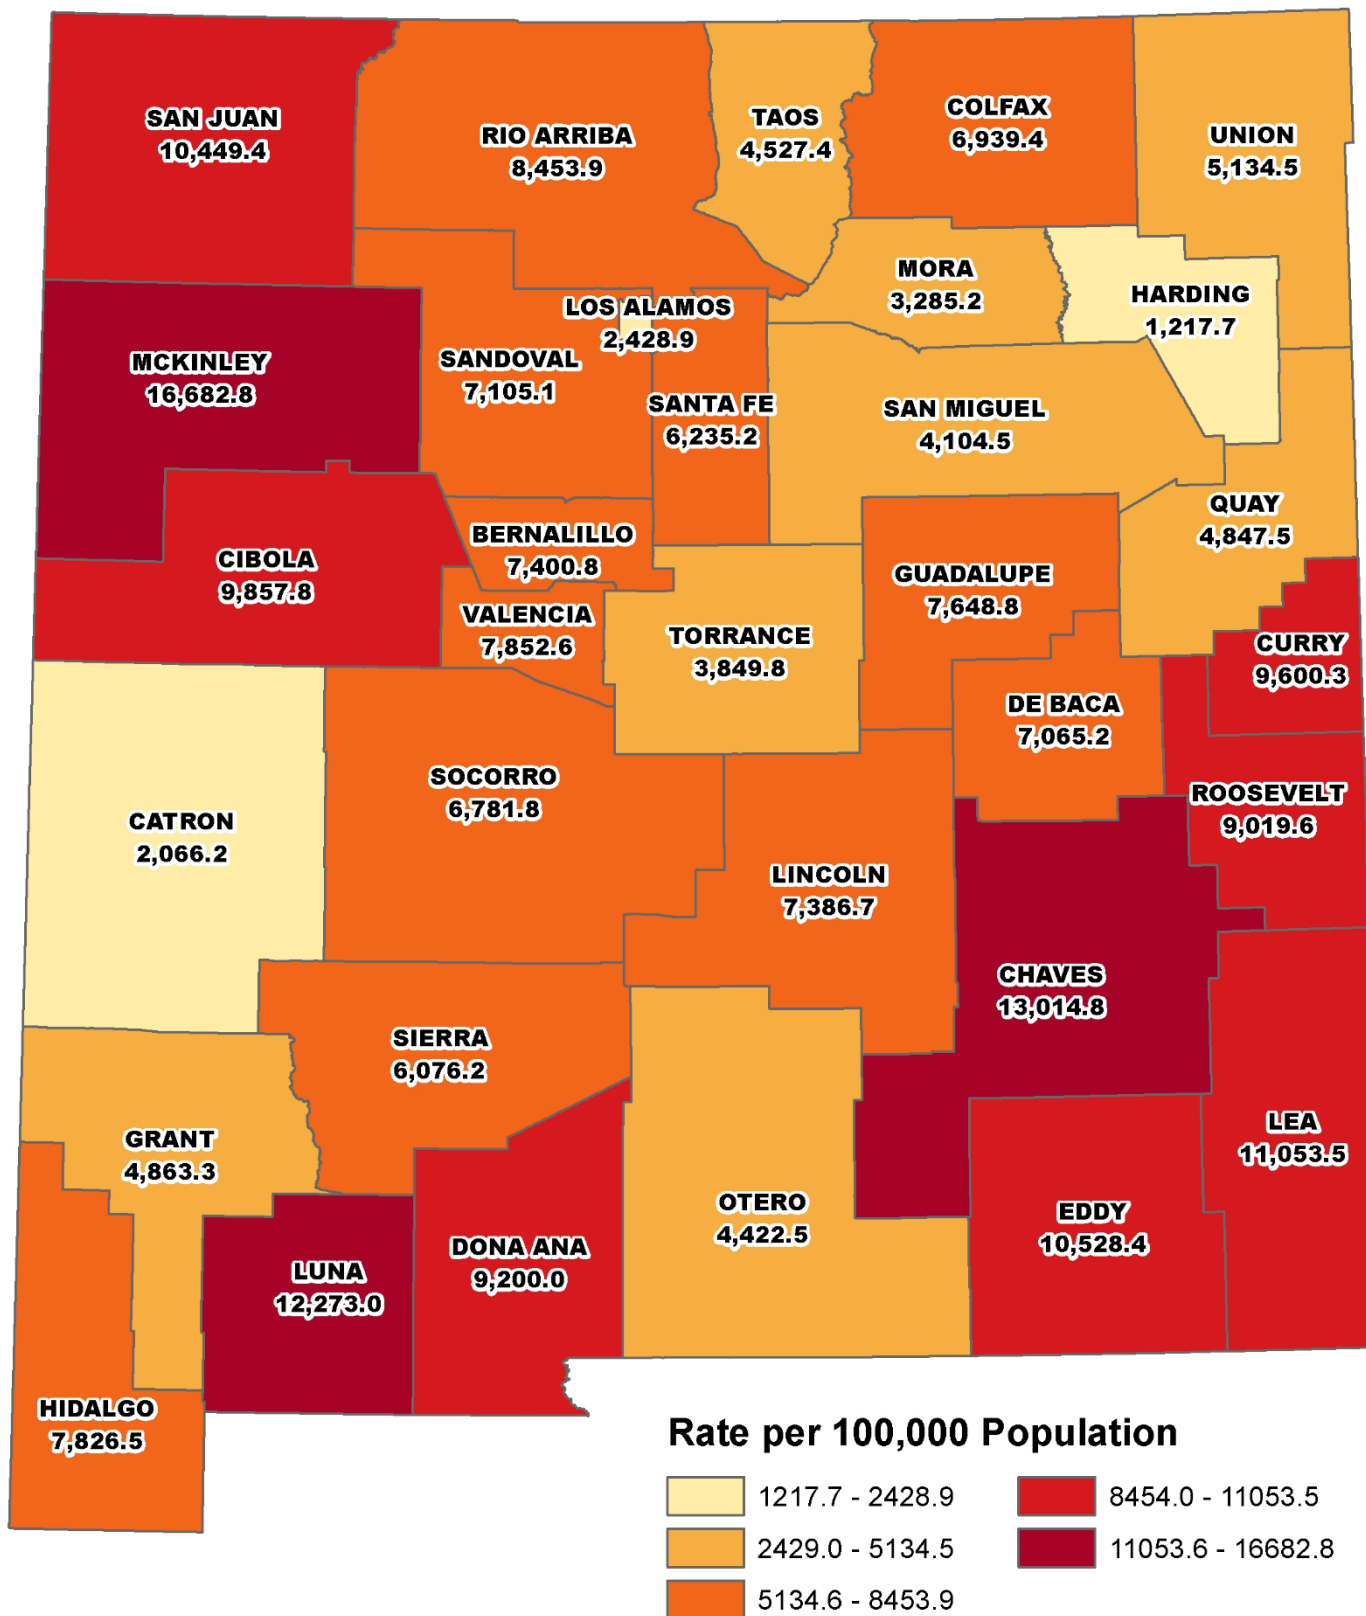 SAN JUAN
10,449.4
RIO ARRIBA
8,453.9
TAOS
4,527.4
COLFAX
6,939.4
UNION
5,134.5
MORA
3,285.2
HARDING
1,217.7
LOS ALAMOS
2,428.9
MCKINLEY
16,682.8
SANDOVAL
7,105.1
SANTA FE
6,235.2
SAN MIGUEL
4,104.5
QUAY
4,847.5
BERNALILLO
7,400.8
CIBOLA
9,857.8
GUADALUPE
7,648.8
VALENCIA
7,852.6
TORRANCE
3,849.8
CURRY
9,600.3
DE BACA
7,065.2
SOCORRO
6,781.8
ROOSEVELT
9,019.6
CATRON
2,066.2
LINCOLN
7,386.7
CHAVES
13,014.8
SIERRA
6,076.2
LEA
11,053.5
GRANT
4,863.3
OTERO
4,422.5
EDDY
10,528.4
DONA ANA
9,200.0
LUNA
12,273.0
HIDALGO
7,826.5
Rate per 100,000 Population
1217.7 - 2428.9
2429.0 - 5134.5
5134.6 - 8453.9
8454.0 - 11053.5
11053.6 - 16682.8